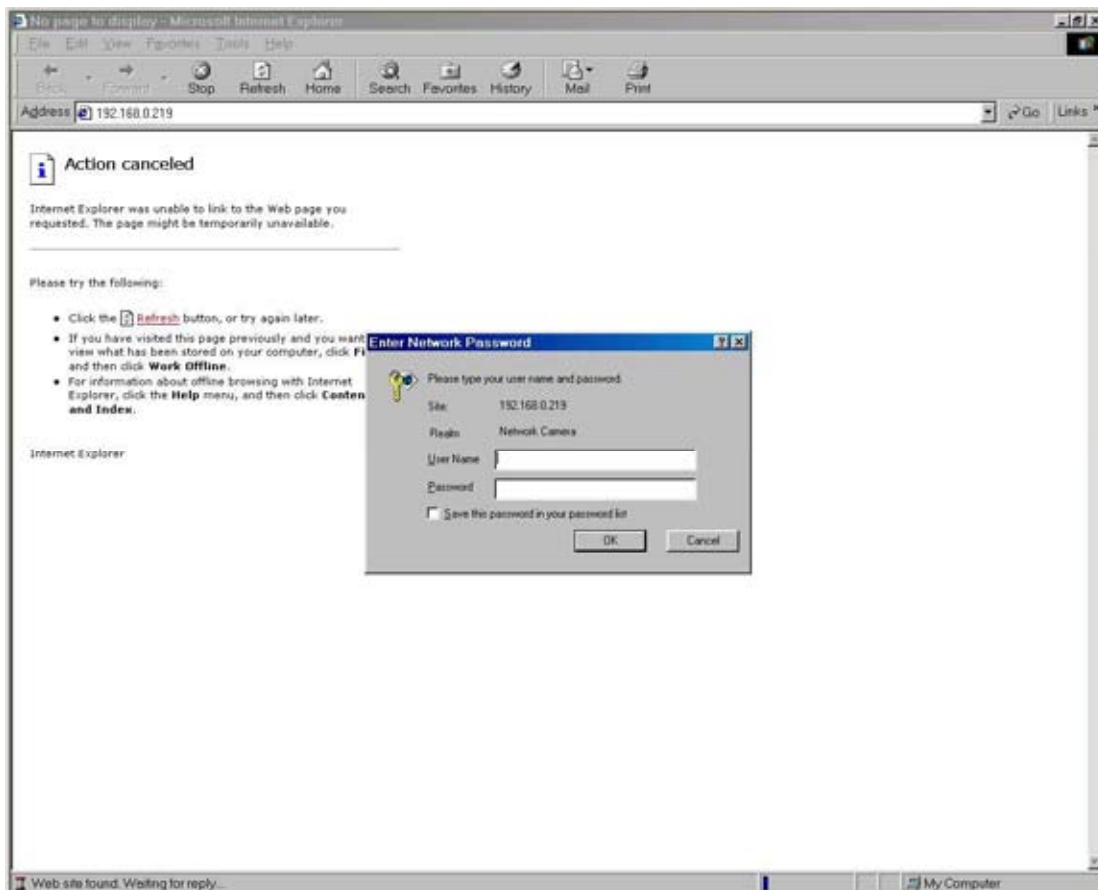 No page to display - Microsoft Internet Explorer
File Edit View Favorites Tools Help
Back Forward Stop Refresh Home Search Favorites History Mail Print
Address 192.168.0.219 Go Links »
Action canceled
Internet Explorer was unable to link to the Web page you
requested. The page might be temporarily unavailable.
Please try the following:
• Click the Refresh button, or try again later.
• If you have visited this page previously and you want
view what has been stored on your computer, click Fi
and then click Work Offline.
• For information about offline browsing with Internet
Explorer, click the Help menu, and then click Conten
and Index.
Internet Explorer
Enter Network Password
Please type your user name and password.
Site: 192.168.0.219
Realm Network Camera
User Name
Password
Save this password in your password list
OK Cancel
Web site found. Waiting for reply...
My Computer